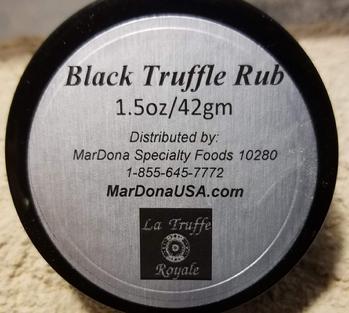 Black Truffle Rub
1.5oz/42gm
Distributed by:
MarDona Specialty Foods 10280
1-855-645-7772
MarDonaUSA.com
La Truffe
Royale